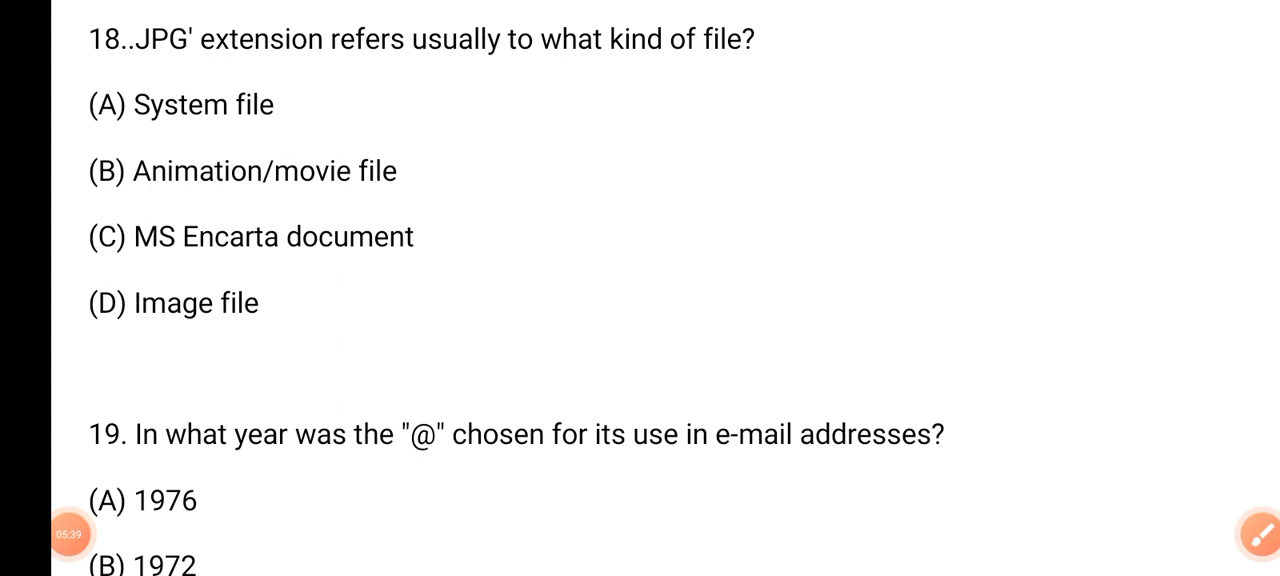 18..JPG' extension refers usually to what kind of file?
(A) System file
(B) Animation/movie file
(C) MS Encarta document
(D) Image file
19. In what year was the "@" chosen for its use in e-mail addresses?
(A) 1976
05:39
(B) 1972